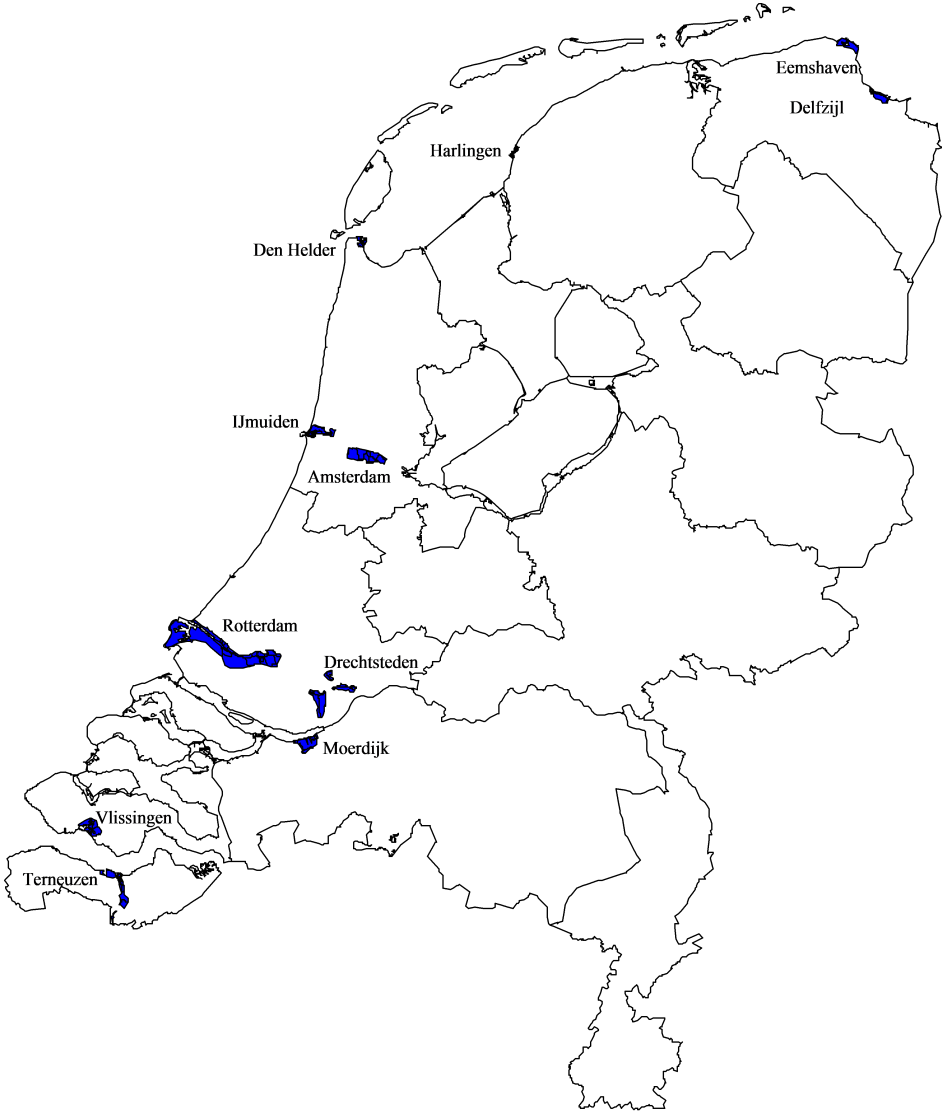 Eemshaven
Delfzijl
Harlingen
Den Helder
IJmuiden
Amsterdam
Rotterdam
Drechtsteden
Moerdijk
Vlissingen
Terneuzen